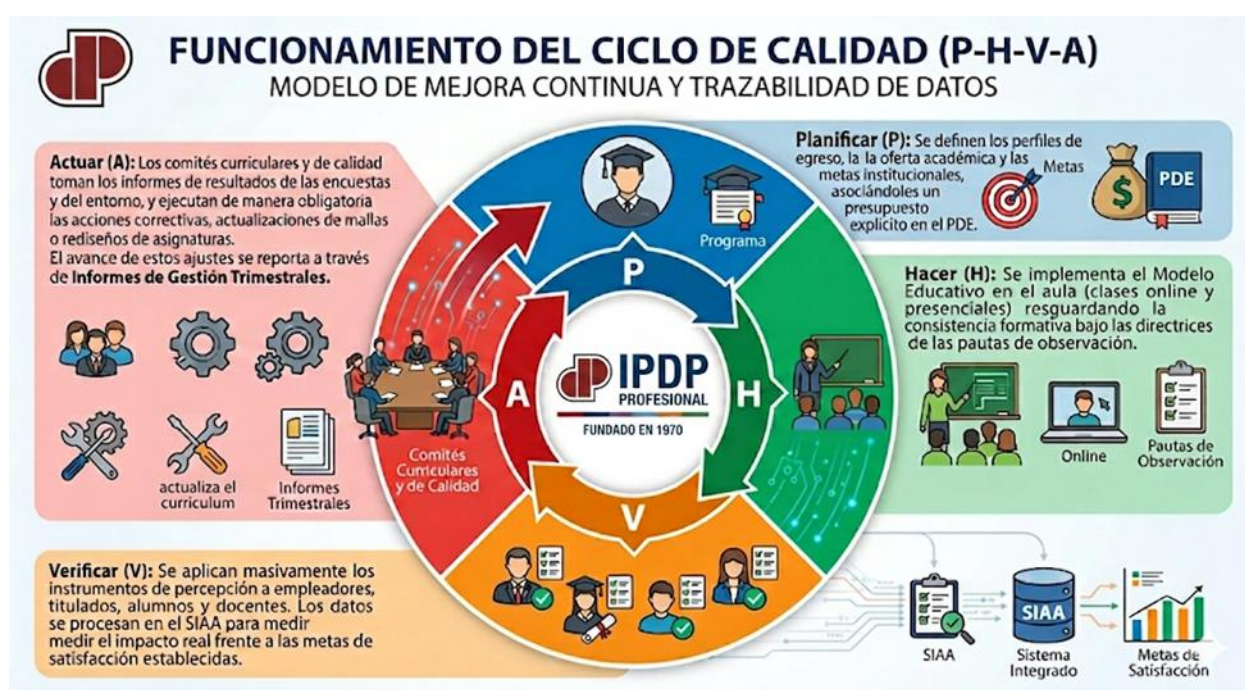 FUNCIONAMIENTO DEL CICLO DE CALIDAD (P-H-V-A)
MODELO DE MEJORA CONTINUA Y TRAZABILIDAD DE DATOS
Actuar (A): Los comités curriculares y de calidad
toman los informes de resultados de las encuestas
y del entorno, y ejecutan de manera obligatoria
las acciones correctivas, actualizaciones de mallas
o rediseños de asignaturas.
El avance de estos ajustes se reporta a través
de Informes de Gestión Trimestrales.
actualiza el
curriculum
Informes
Trimestrales
Planificar (P): Se definen los perfiles de
egreso, la la oferta académica y las
metas institucionales,
asociándoles un
presupuesto
explicito en el PDE.
Metas
$
PDE
Programa
P
H
V
A
IPDP
PROFESIONAL
FUNDADO EN 1970
Comités
Curriculares
y de Calidad
Hacer (H): Se implementa el Modelo
Educativo en el aula (clases online y
presenciales) resguardando la
consistencia formativa bajo las directrices
de las pautas de observación.
Online
Pautas de
Observación
Verificar (V): Se aplican masivamente los
instrumentos de percepción a empleadores,
titulados, alumnos y docentes. Los datos
se procesan en el SIAA para medir
medir el impacto real frente a las metas de
satisfacción establecidas.
SIAA
SIAA
Sistema
Integrado
Metas de
Satisfacción